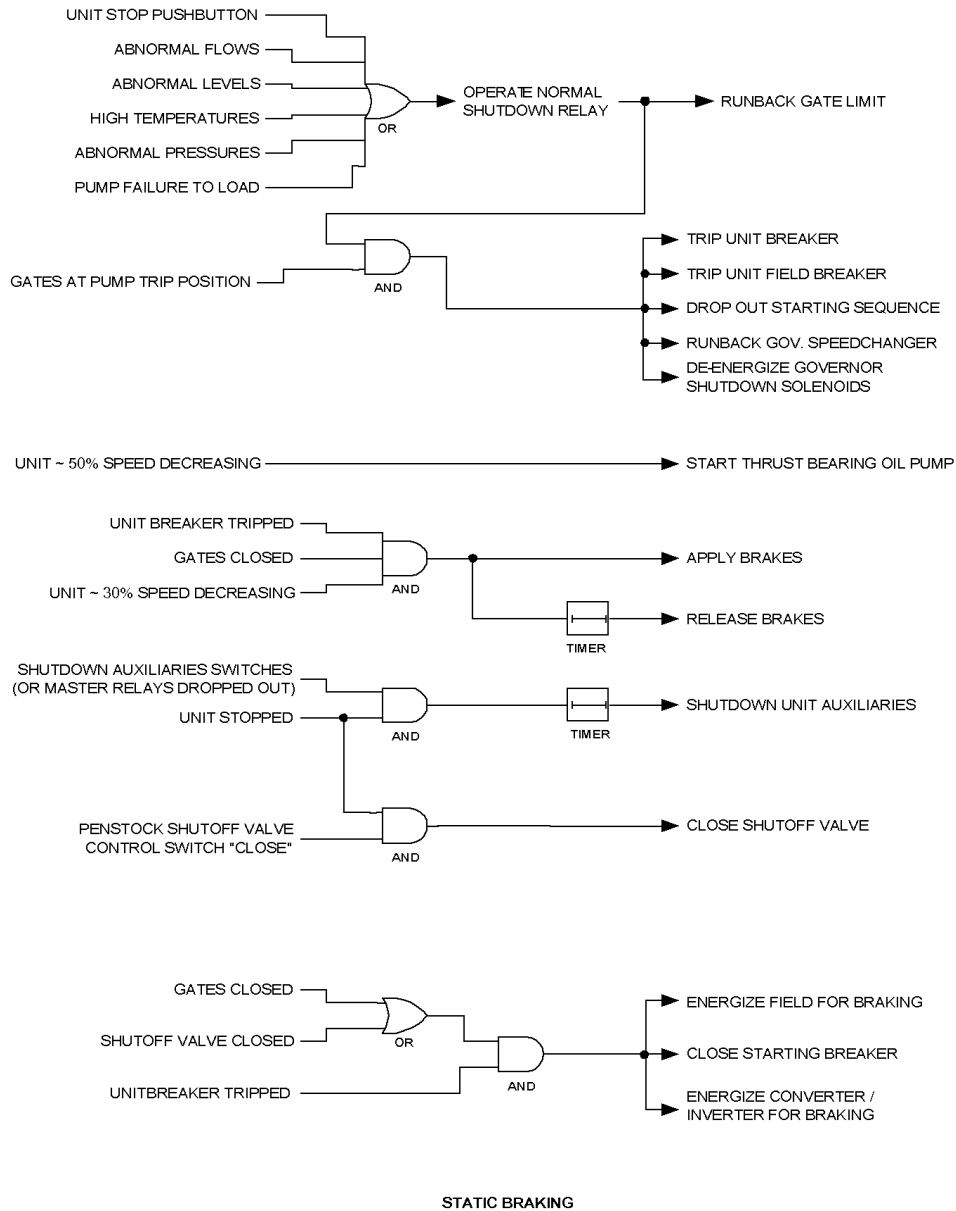 UNIT STOP PUSHBUTTON
ABNORMAL FLOWS
ABNORMAL LEVELS
HIGH TEMPERATURES
ABNORMAL PRESSURES
PUMP FAILURE TO LOAD
OR
OPERATE NORMAL
SHUTDOWN RELAY
RUNBACK GATE LIMIT
GATES AT PUMP TRIP POSITION
AND
TRIP UNIT BREAKER
TRIP UNIT FIELD BREAKER
DROP OUT STARTING SEQUENCE
RUNBACK GOV. SPEEDCHANGER
DE-ENERGIZE GOVERNOR
SHUTDOWN SOLENOIDS
UNIT ~ 50% SPEED DECREASING
START THRUST BEARING OIL PUMP
UNIT BREAKER TRIPPED
GATES CLOSED
UNIT ~ 30% SPEED DECREASING
AND
APPLY BRAKES
TIMER
RELEASE BRAKES
SHUTDOWN AUXILIARIES SWITCHES
(OR MASTER RELAYS DROPPED OUT)
UNIT STOPPED
AND
TIMER
SHUTDOWN UNIT AUXILIARIES
PENSTOCK SHUTOFF VALVE
CONTROL SWITCH "CLOSE"
AND
CLOSE SHUTOFF VALVE
GATES CLOSED
SHUTOFF VALVE CLOSED
OR
UNITBREAKER TRIPPED
AND
ENERGIZE FIELD FOR BRAKING
CLOSE STARTING BREAKER
ENERGIZE CONVERTER /
INVERTER FOR BRAKING
STATIC BRAKING